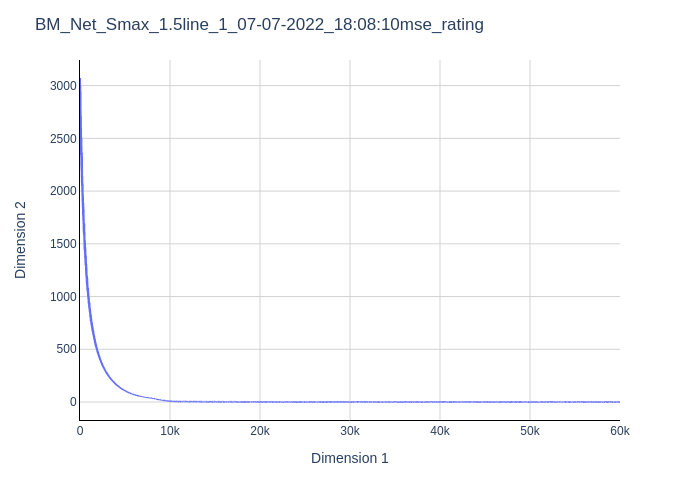 BM_Net_Smax_1.5line_1_07-07-2022_18:08:10mse_rating
3000
2500
2000
1500
1000
500
0
Dimension 2
0 10k 20k 30k 40k 50k 60k
Dimension 1